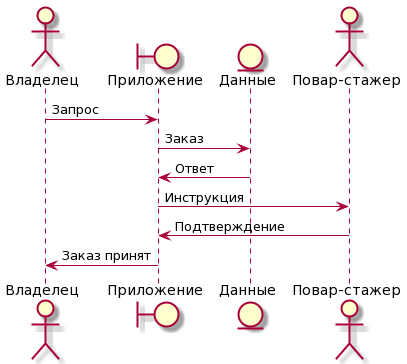 Владелец Приложение Данные Повар-стажер
Запрос
Заказ
Ответ
Инструкция
Подтверждение
Заказ принят
Владелец Приложение Данные Повар-стажер